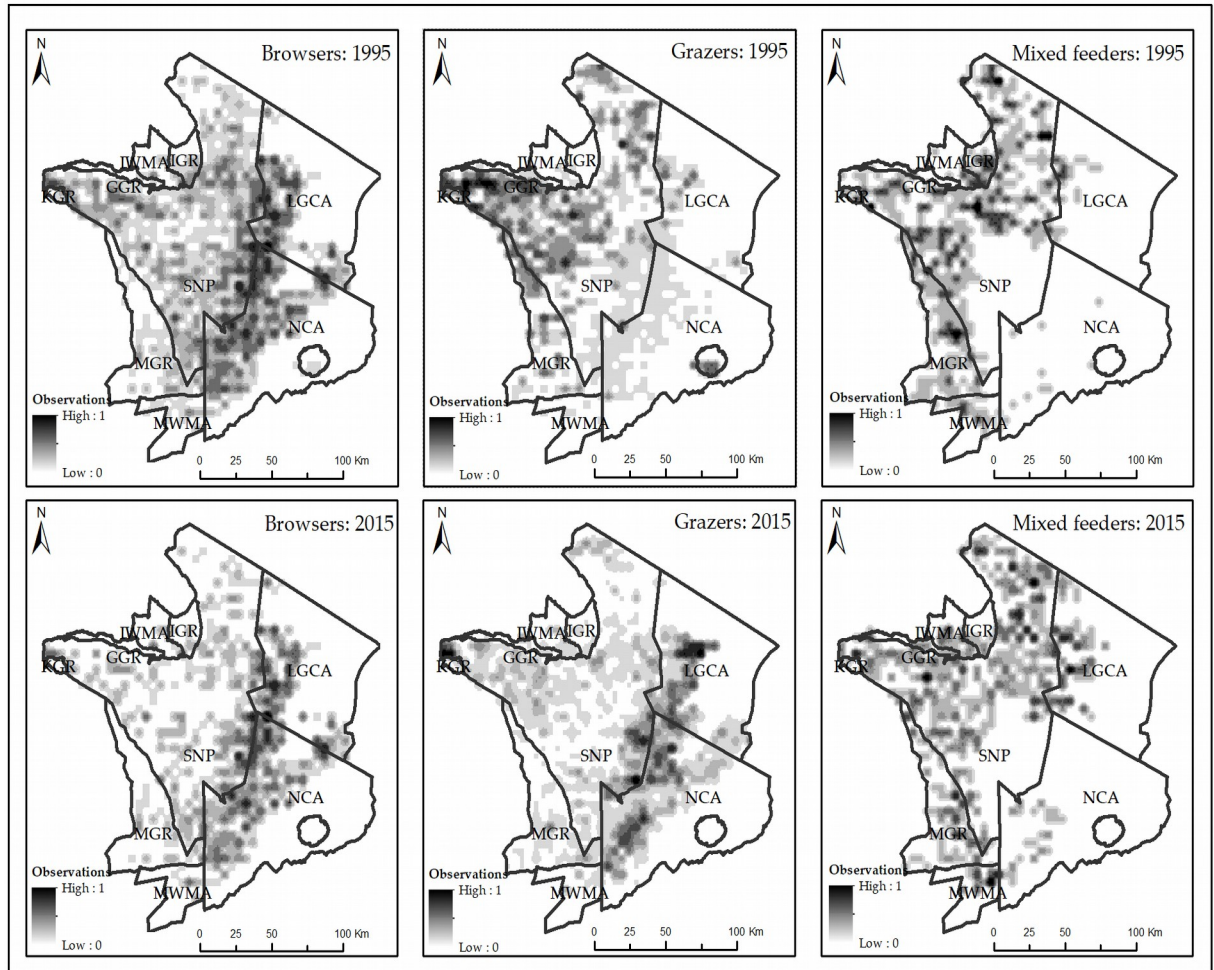 N
Browsers: 1995
IWMA IGR
GGR
KGR
LGCA
SNP
NCA
MGR
MWMA
Observations
High : 1
Low : 0
0 25 50 100 Km
N
Grazers: 1995
IWMA IGR
GGR
KGR
LGCA
SNP
NCA
MGR
MWMA
Observations
High : 1
Low : 0
0 25 50 100 Km
N
Mixed feeders: 1995
IWMA IGR
GGR
KGR
LGCA
SNP
NCA
MGR
MWMA
Observations
High : 1
Low : 0
0 25 50 100 Km
N
Browsers: 2015
IWMA IGR
GGR
KGR
LGCA
SNP
NCA
MGR
MWMA
Observations
High : 1
Low : 0
0 25 50 100 Km
N
Grazers: 2015
IWMA IGR
GGR
KGR
LGCA
SNP
NCA
MGR
MWMA
Observations
High : 1
Low : 0
0 25 50 100 Km
N
Mixed feeders: 2015
IWMA IGR
GGR
KGR
LGCA
SNP
NCA
MGR
MWMA
Observations
High : 1
Low : 0
0 25 50 100 Km